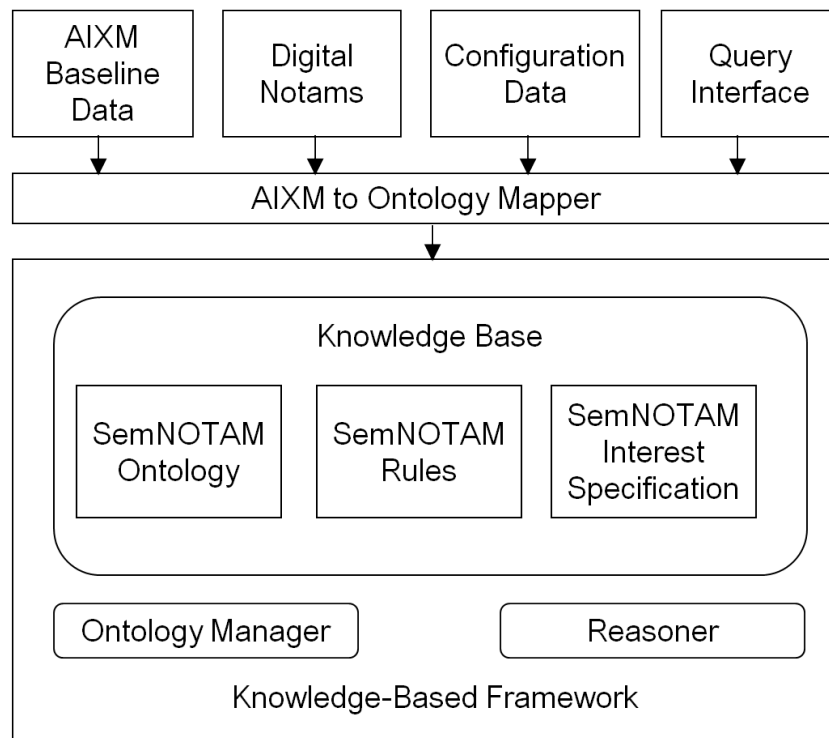 AIXM
Baseline
Data
Digital
Notams
Configuration
Data
Query
Interface
AIXM to Ontology Mapper
Knowledge Base
SemNOTAM
Ontology
SemNOTAM
Rules
SemNOTAM
Interest
Specification
Ontology Manager
Reasoner
Knowledge-Based Framework